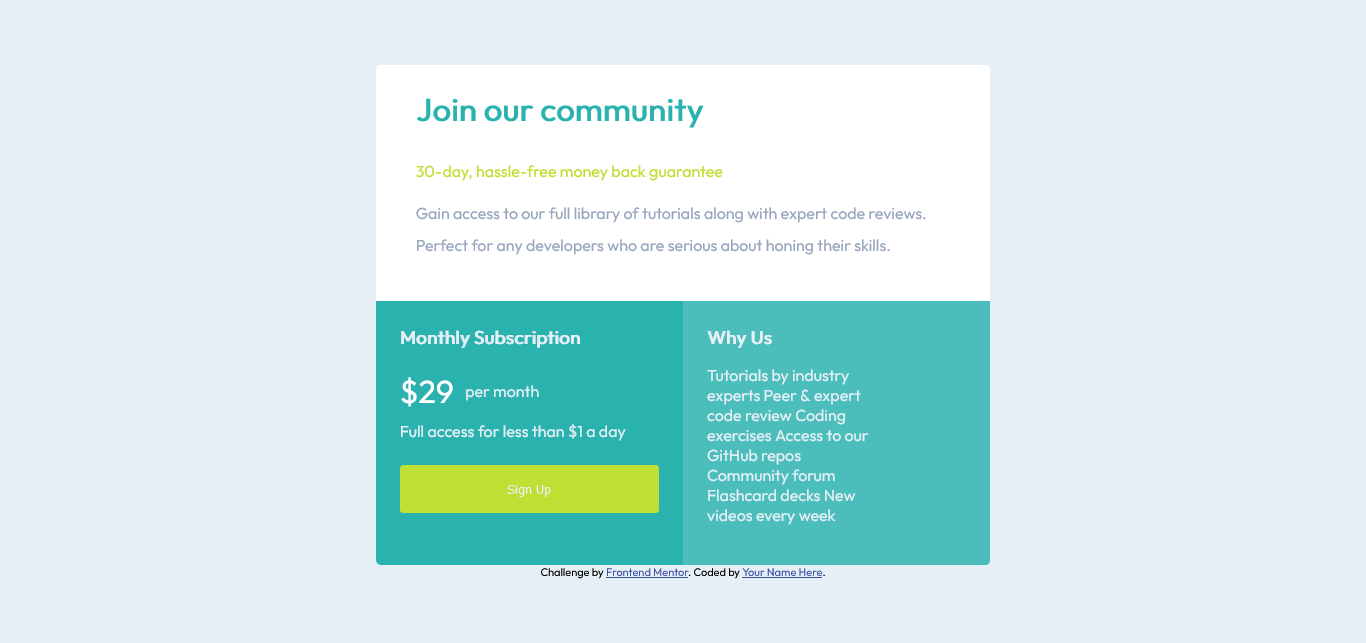 Join our community
30-day, hassle-free money back guarantee
Gain access to our full library of tutorials along with expert code reviews.
Perfect for any developers who are serious about honing their skills.
Monthly Subscription
$29 per month
Full access for less than $1 a day
Sign Up
Why Us
Tutorials by industry
experts Peer & expert
code review Coding
exercises Access to our
GitHub repos
Community forum
Flashcard decks New
videos every week
Challenge by Frontend Mentor. Coded by Your Name Here.